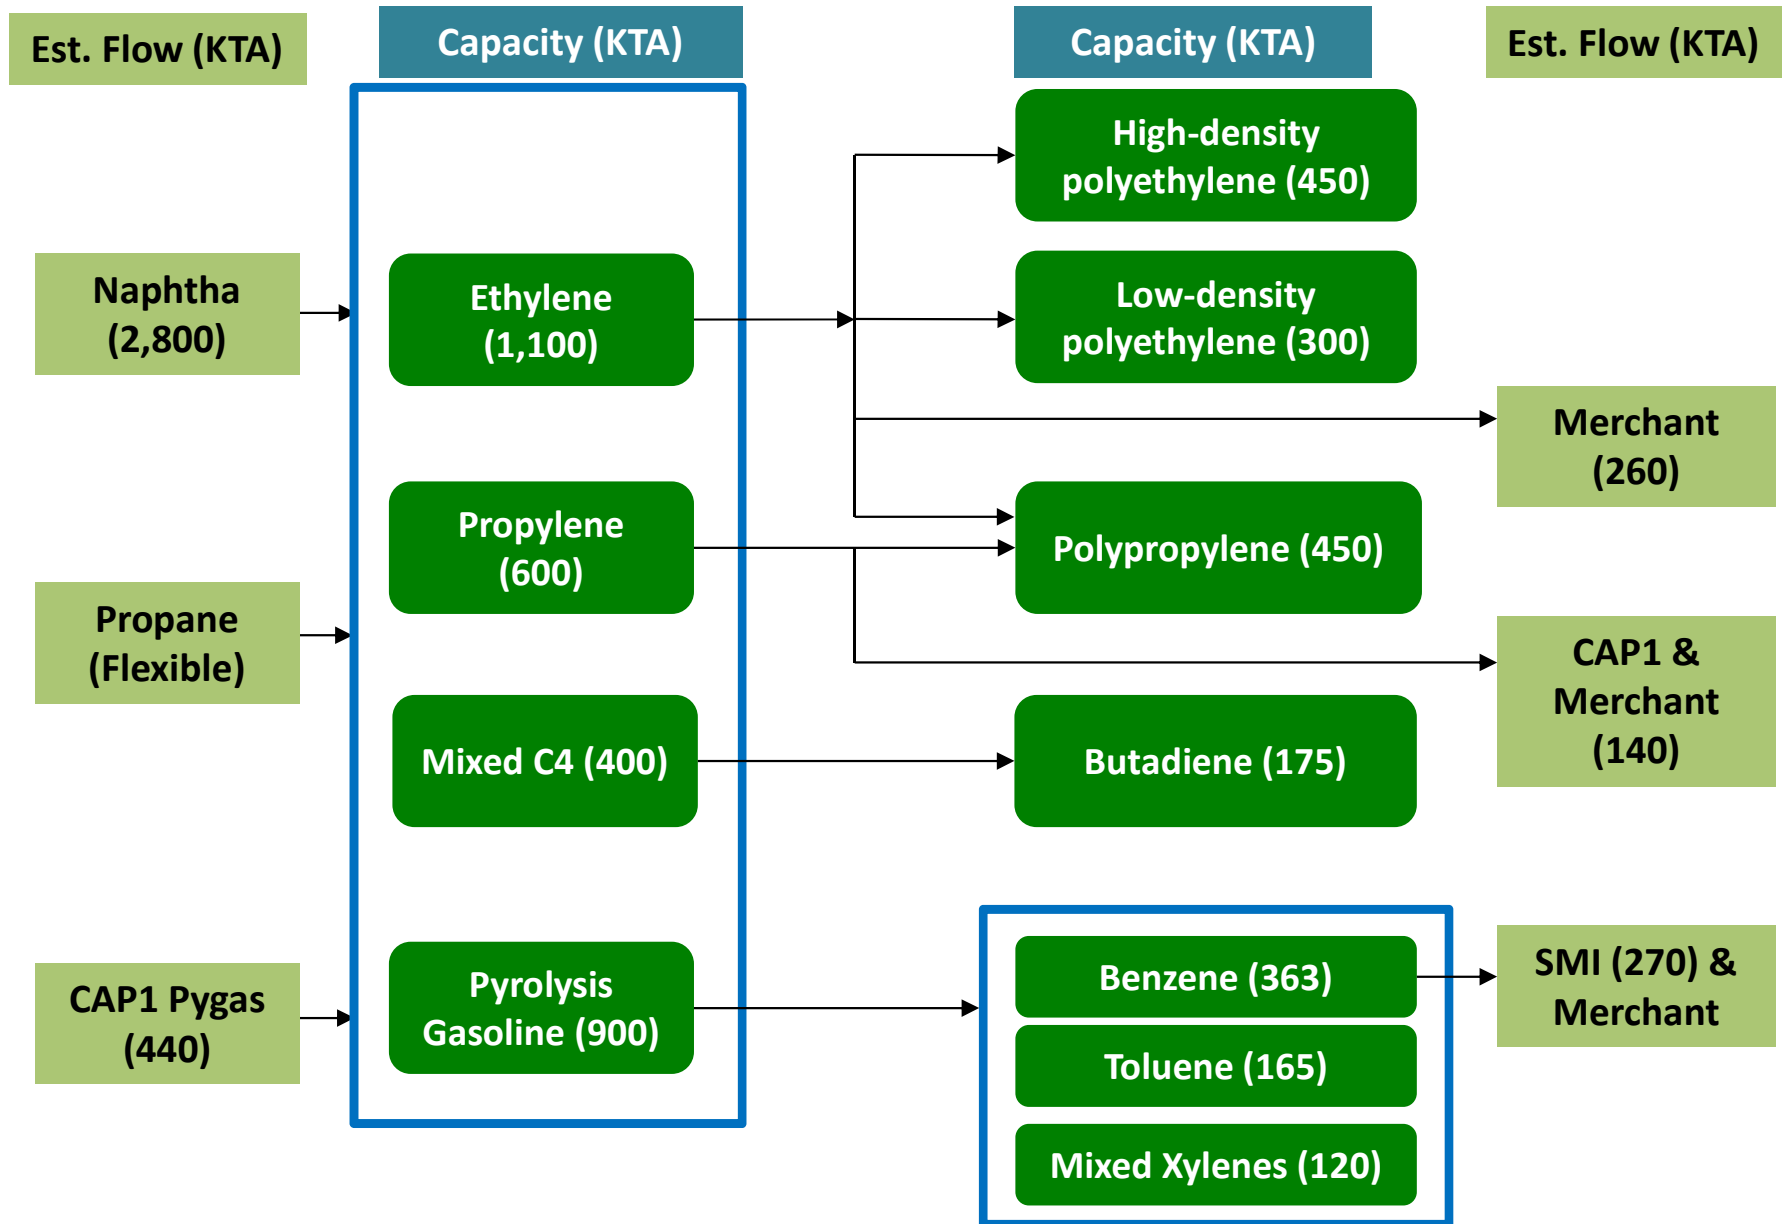 Est. Flow (KTA)
Capacity (KTA)
Capacity (KTA)
Est. Flow (KTA)
High-density
polyethylene (450)
Naphtha
(2,800)
Ethylene
(1,100)
Low-density
polyethylene (300)
Merchant
(260)
Propylene
(600)
Polypropylene (450)
Propane
(Flexible)
CAP1 &
Merchant
(140)
Mixed C4 (400)
Butadiene (175)
CAP1 Pygas
(440)
Pyrolysis
Gasoline (900)
Benzene (363)
SMI (270) &
Merchant
Toluene (165)
Mixed Xylenes (120)